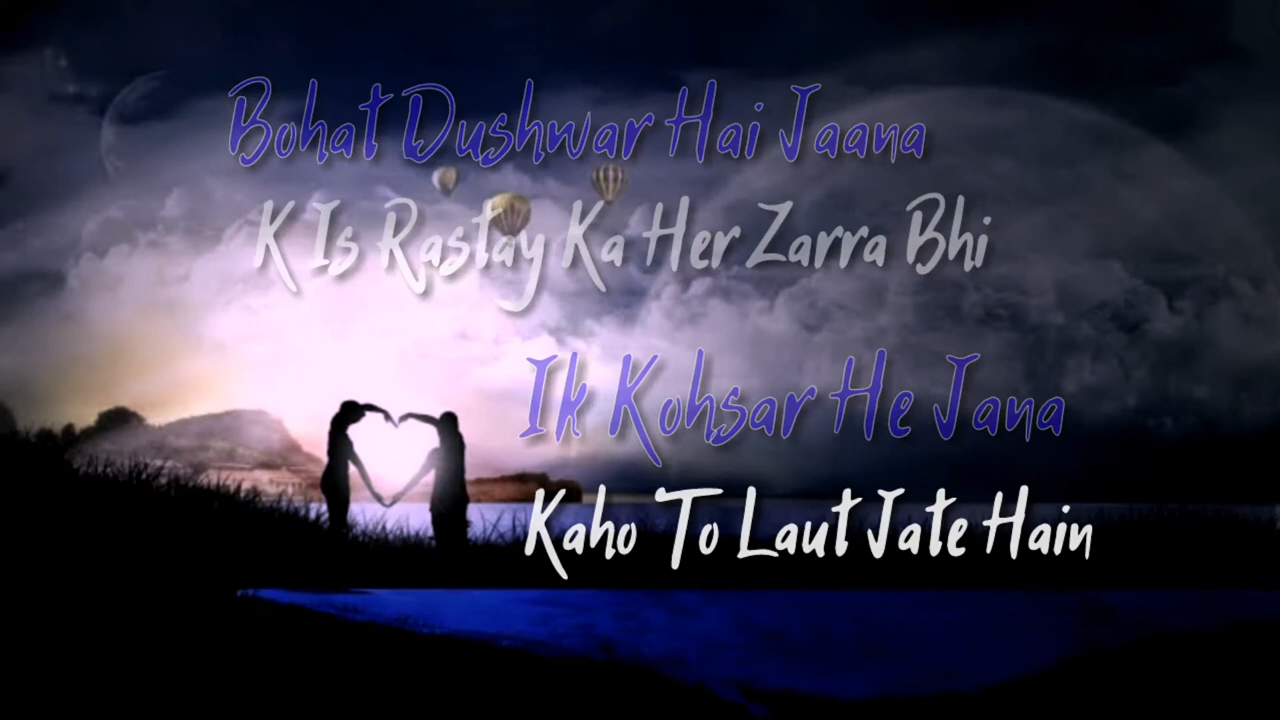 Bohat Dushwar Hai Jaana
K Is Rastay Ka Her Zarra Bhi
Ik Kohsar He Jana
Kaho To Laut Jate Hain